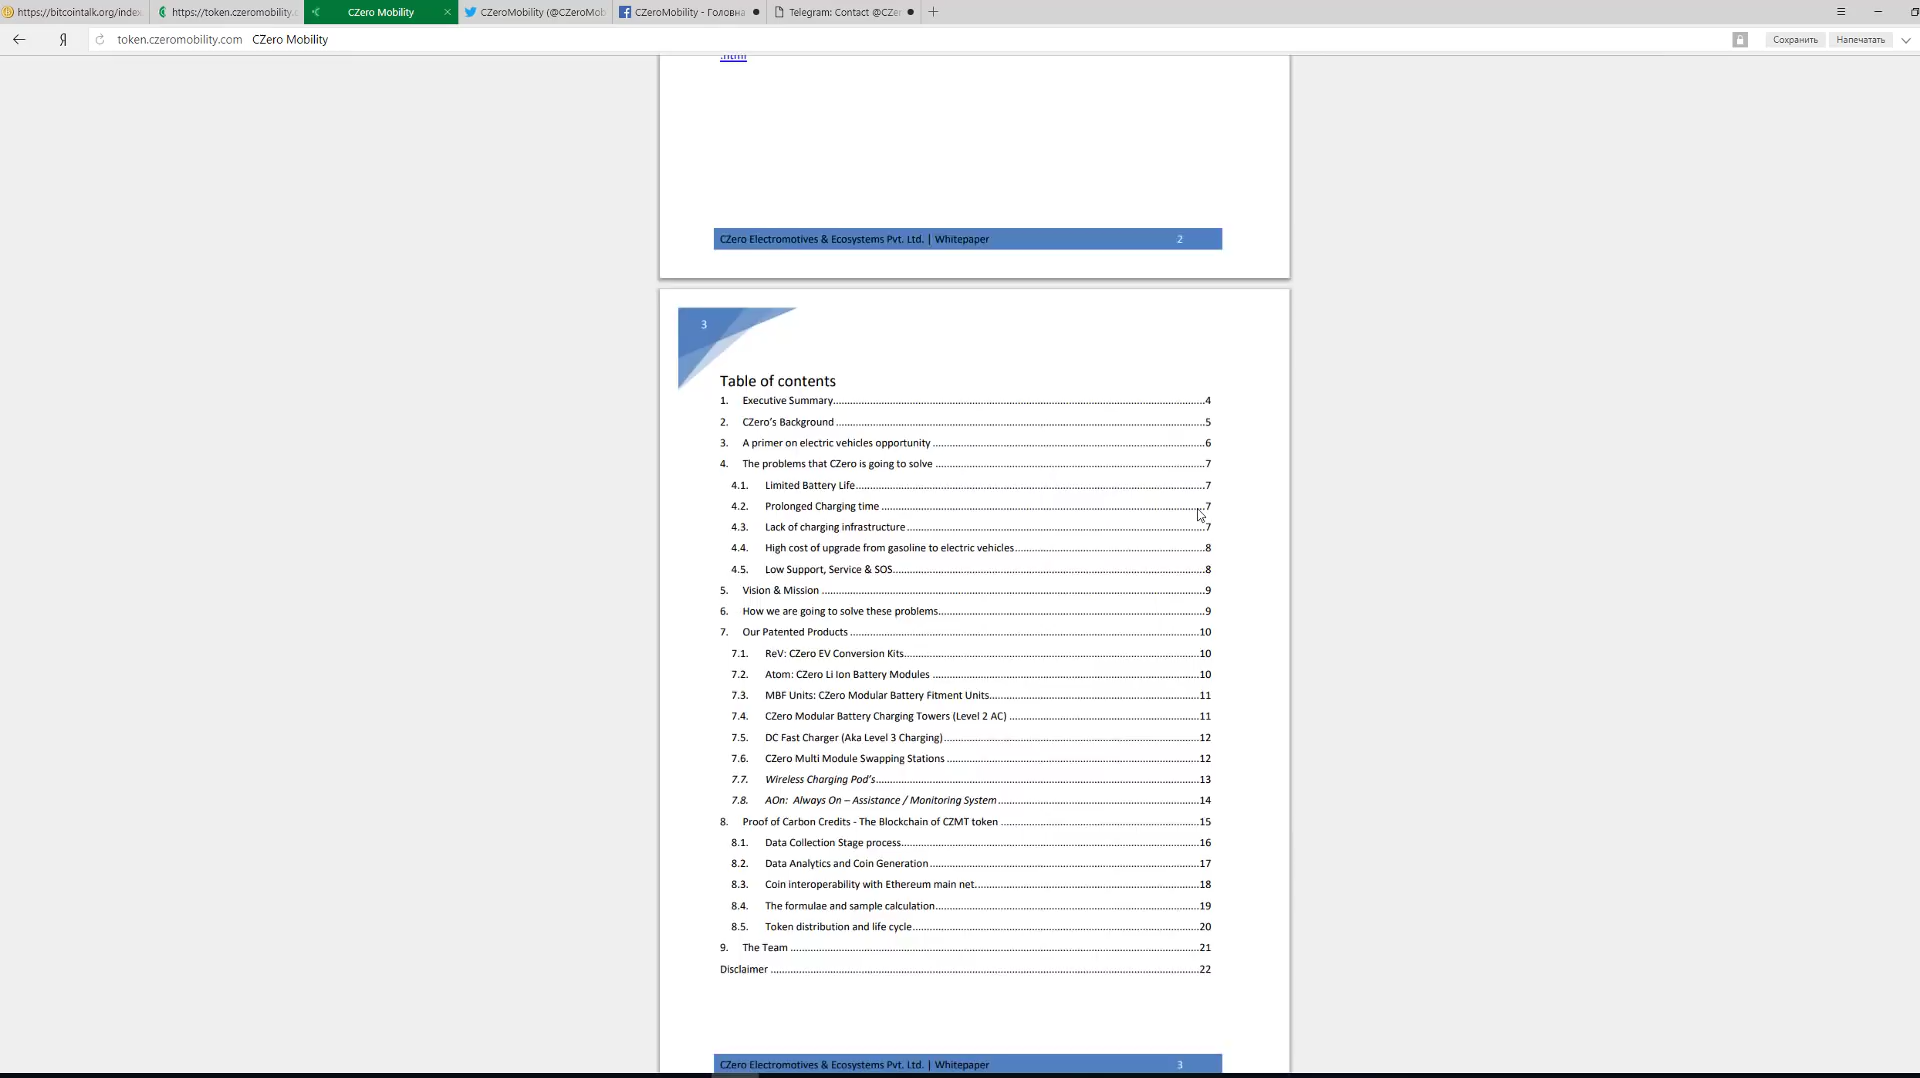 https://bitcointalk.org/index. https://token.czeromobility. CZero Mobility CZeroMobility (@CZeroMob CZeroMobility - Головна Telegram: Contact @CZer
Я token.czeromobility.com CZero Mobility Сохранить Напечатать
.html
CZero Electromotives & Ecosystems Pvt. Ltd. | Whitepaper 2
3
Table of contents
1. Executive Summary 4
2. CZero's Background 5
3. A primer on electric vehicles opportunity 6
4. The problems that CZero is going to solve 7
4.1. Limited Battery Life 7
4.2. Prolonged Charging time 7
4.3. Lack of charging infrastructure 7
4.4. High cost of upgrade from gasoline to electric vehicles 8
4.5. Low Support, Service & SOS 8
5. Vision & Mission 9
6. How we are going to solve these problems 9
7. Our Patented Products 10
7.1. ReV: CZero EV Conversion Kits 10
7.2. Atom: CZero Li Ion Battery Modules 10
7.3. MBF Units: CZero Modular Battery Fitment Units 11
7.4. CZero Modular Battery Charging Towers (Level 2 AC) 11
7.5. DC Fast Charger (Aka Level 3 Charging) 12
7.6. CZero Multi Module Swapping Stations 12
7.7. Wireless Charging Pod's 13
7.8. AOn: Always On – Assistance / Monitoring System 14
8. Proof of Carbon Credits - The Blockchain of CZMT token 15
8.1. Data Collection Stage process 16
8.2. Data Analytics and Coin Generation 17
8.3. Coin interoperability with Ethereum main net 18
8.4. The formulae and sample calculation 19
8.5. Token distribution and life cycle 20
9. The Team 21
Disclaimer 22
CZero Electromotives & Ecosystems Pvt. Ltd. | Whitepaper 3